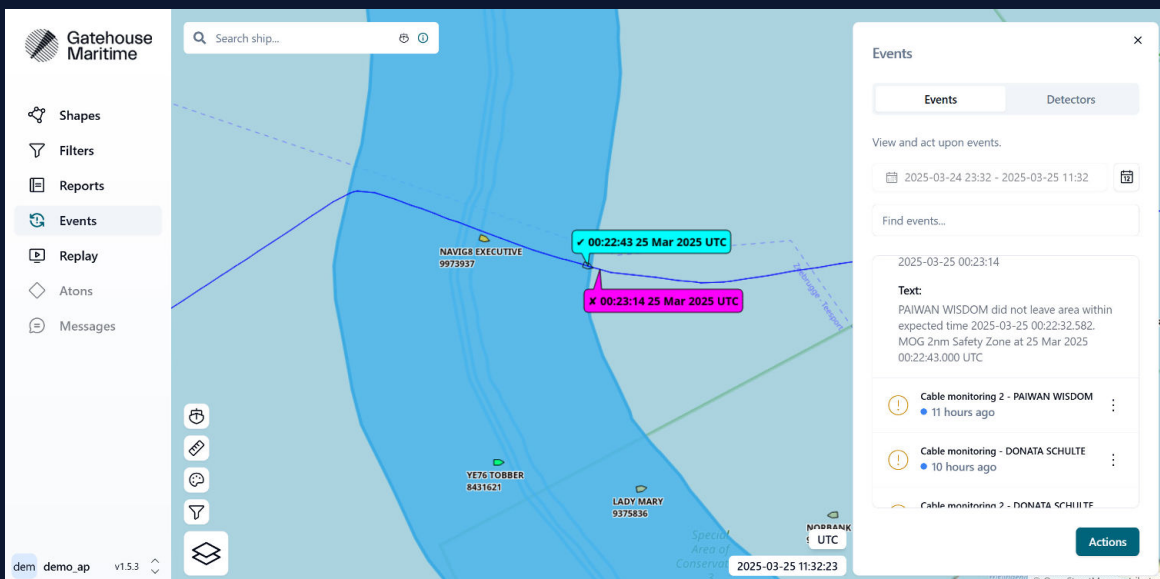 Gatehouse
Maritime
Shapes
Filters
Reports
Events
Replay
Atons
Messages
dem demo_ap v1.5.3
Search ship...
NAVIG8 EXECUTIVE
9973937
✔ 00:22:43 25 Mar 2025 UTC
✘ 00:23:14 25 Mar 2025 UTC
Zeebrugge - Teesport
YE76 TOBBER
8431621
LADY MARY
9375836
NORBANK
Special
Area of
UTC
2025-03-25 11:32:23
Events
Events Detectors
View and act upon events.
2025-03-24 23:32 - 2025-03-25 11:32
12
Find events...
2025-03-25 00:23:14
Text:
PAIWAN WISDOM did not leave area within
expected time 2025-03-25 00:22:32.582.
MOG 2nm Safety Zone at 25 Mar 2025
00:22:43.000 UTC
Cable monitoring 2 - PAIWAN WISDOM
11 hours ago
Cable monitoring - DONATA SCHULTE
10 hours ago
Cable monitoring 2 - DONATA SCHULTE
Actions